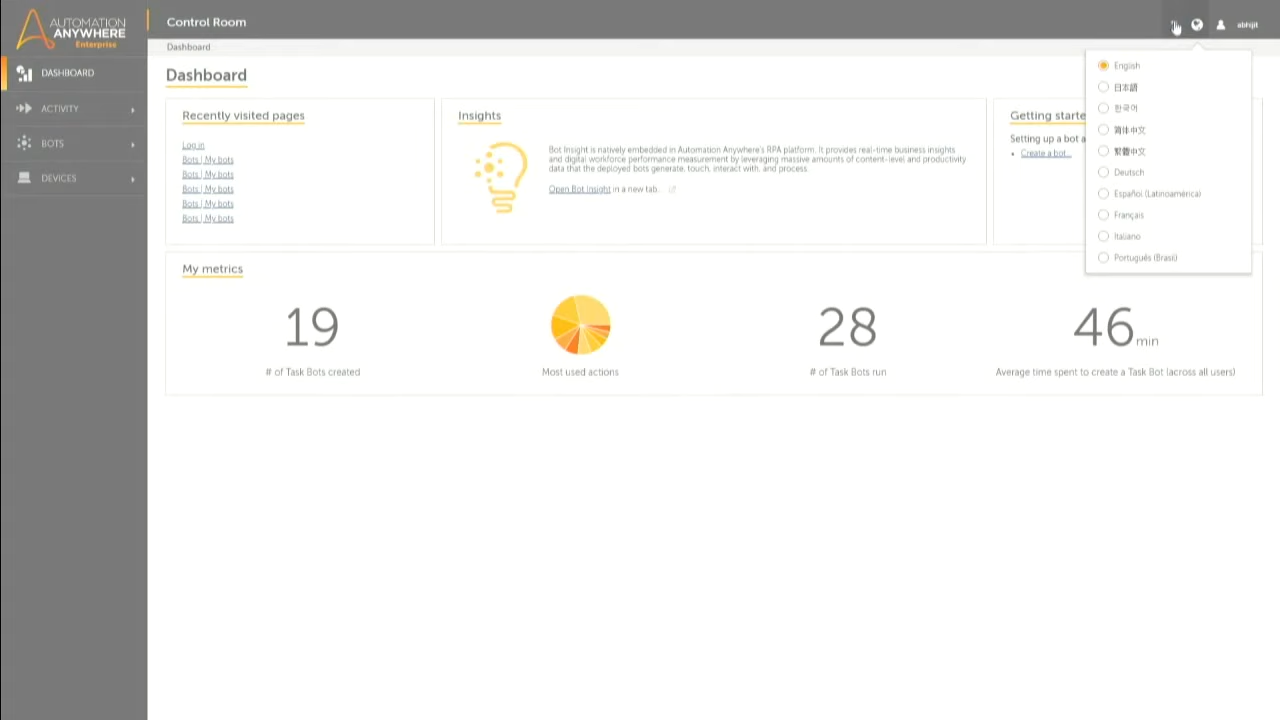 AUTOMATION
ANYWHERE
Enterprise
Control Room
abhijit
Dashboard
DASHBOARD
ACTIVITY
BOTS
DEVICES
Dashboard
Recently visited pages
Log in
Bots | My bots
Bots | My bots
Bots | My bots
Bots | My bots
Bots | My bots
Insights
Bot Insight is natively embedded in Automation Anywhere's RPA platform. It provides real-time business insights
and digital workforce performance measurement by leveraging massive amounts of content-level and productivity
data that the deployed bots generate, touch, interact with, and process.
Open Bot Insight in a new tab.
Getting starte
Setting up a bot a
• Create a bot...
English
日本語
한국어
简体中文
繁體中文
Deutsch
Español (Latinoamérica)
Français
Italiano
Português (Brasil)
My metrics
19
# of Task Bots created
Most used actions
28
# of Task Bots run
46 min
Average time spent to create a Task Bot (across all users)